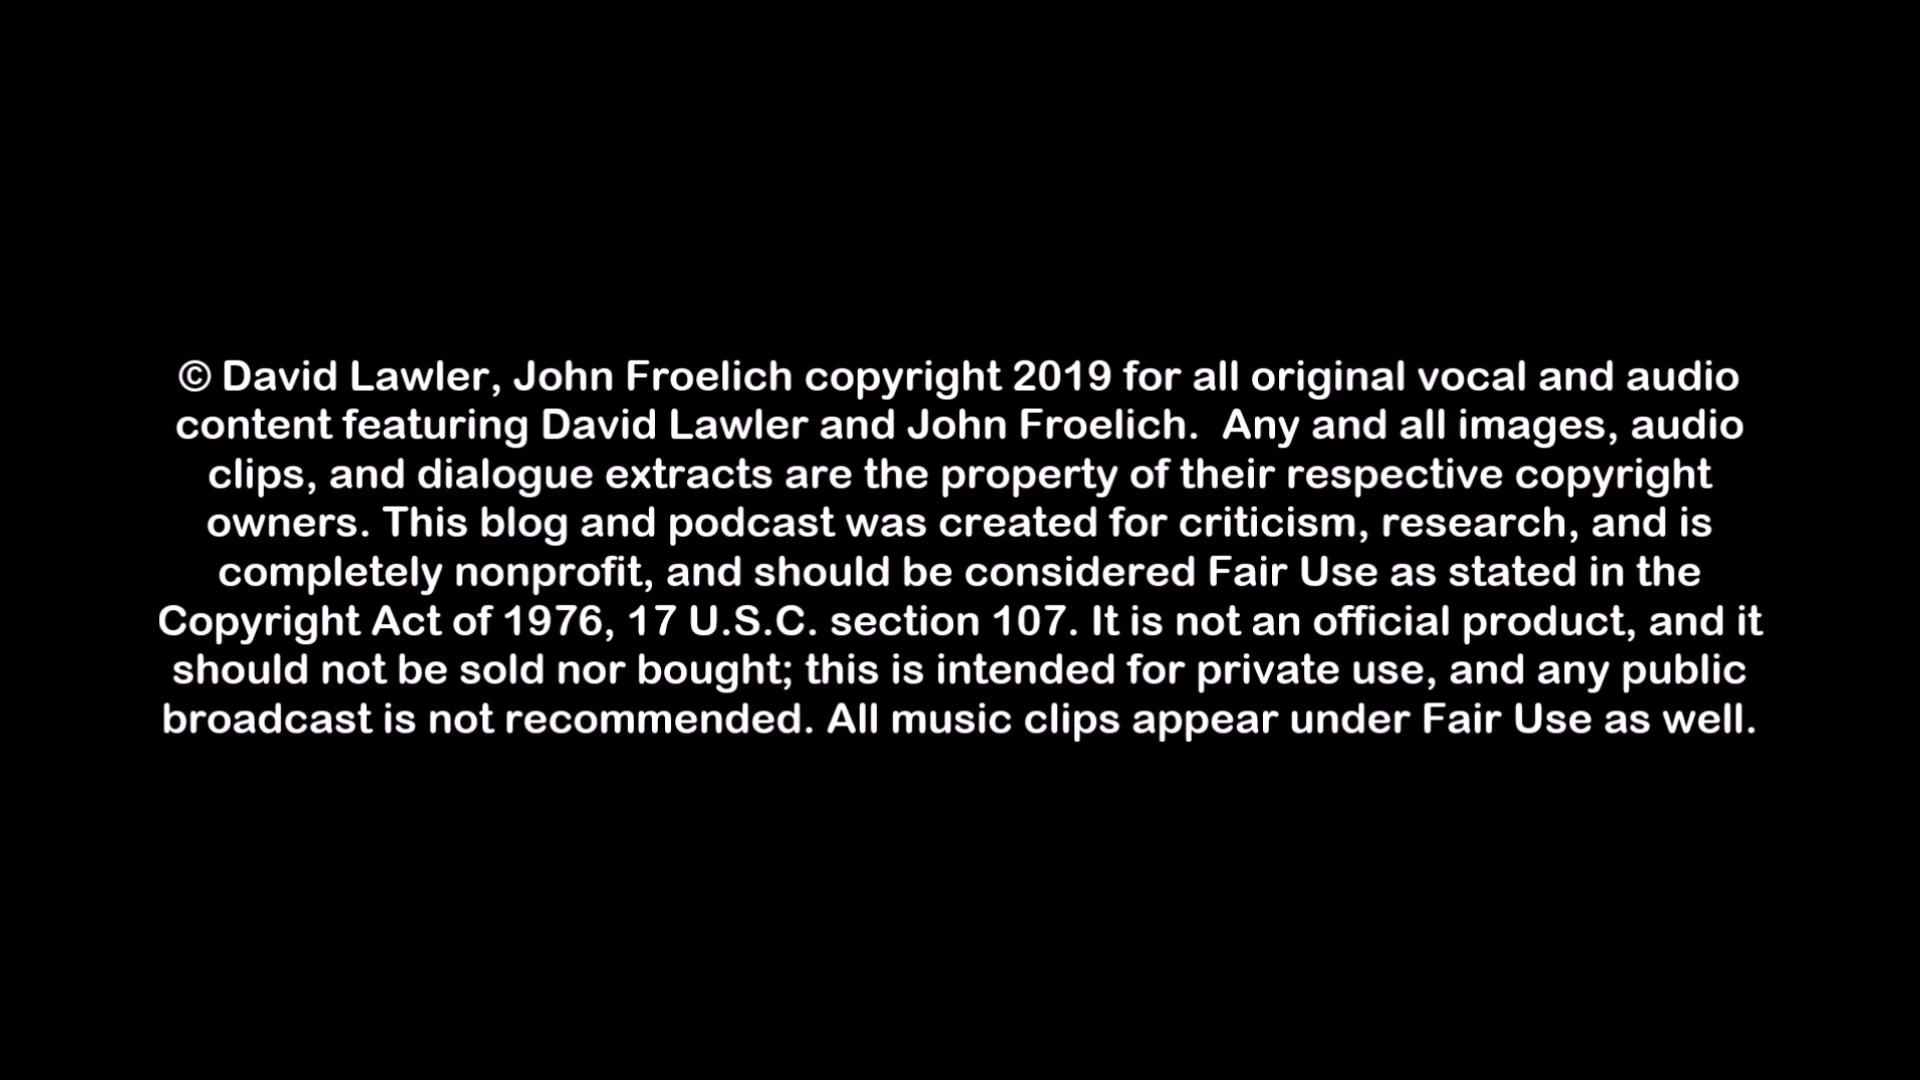 © David Lawler, John Froelich copyright 2019 for all original vocal and audio
content featuring David Lawler and John Froelich.  Any and all images, audio
clips, and dialogue extracts are the property of their respective copyright
owners. This blog and podcast was created for criticism, research, and is
completely nonprofit, and should be considered Fair Use as stated in the
Copyright Act of 1976, 17 U.S.C. section 107. It is not an official product, and it
should not be sold nor bought; this is intended for private use, and any public
broadcast is not recommended. All music clips appear under Fair Use as well.